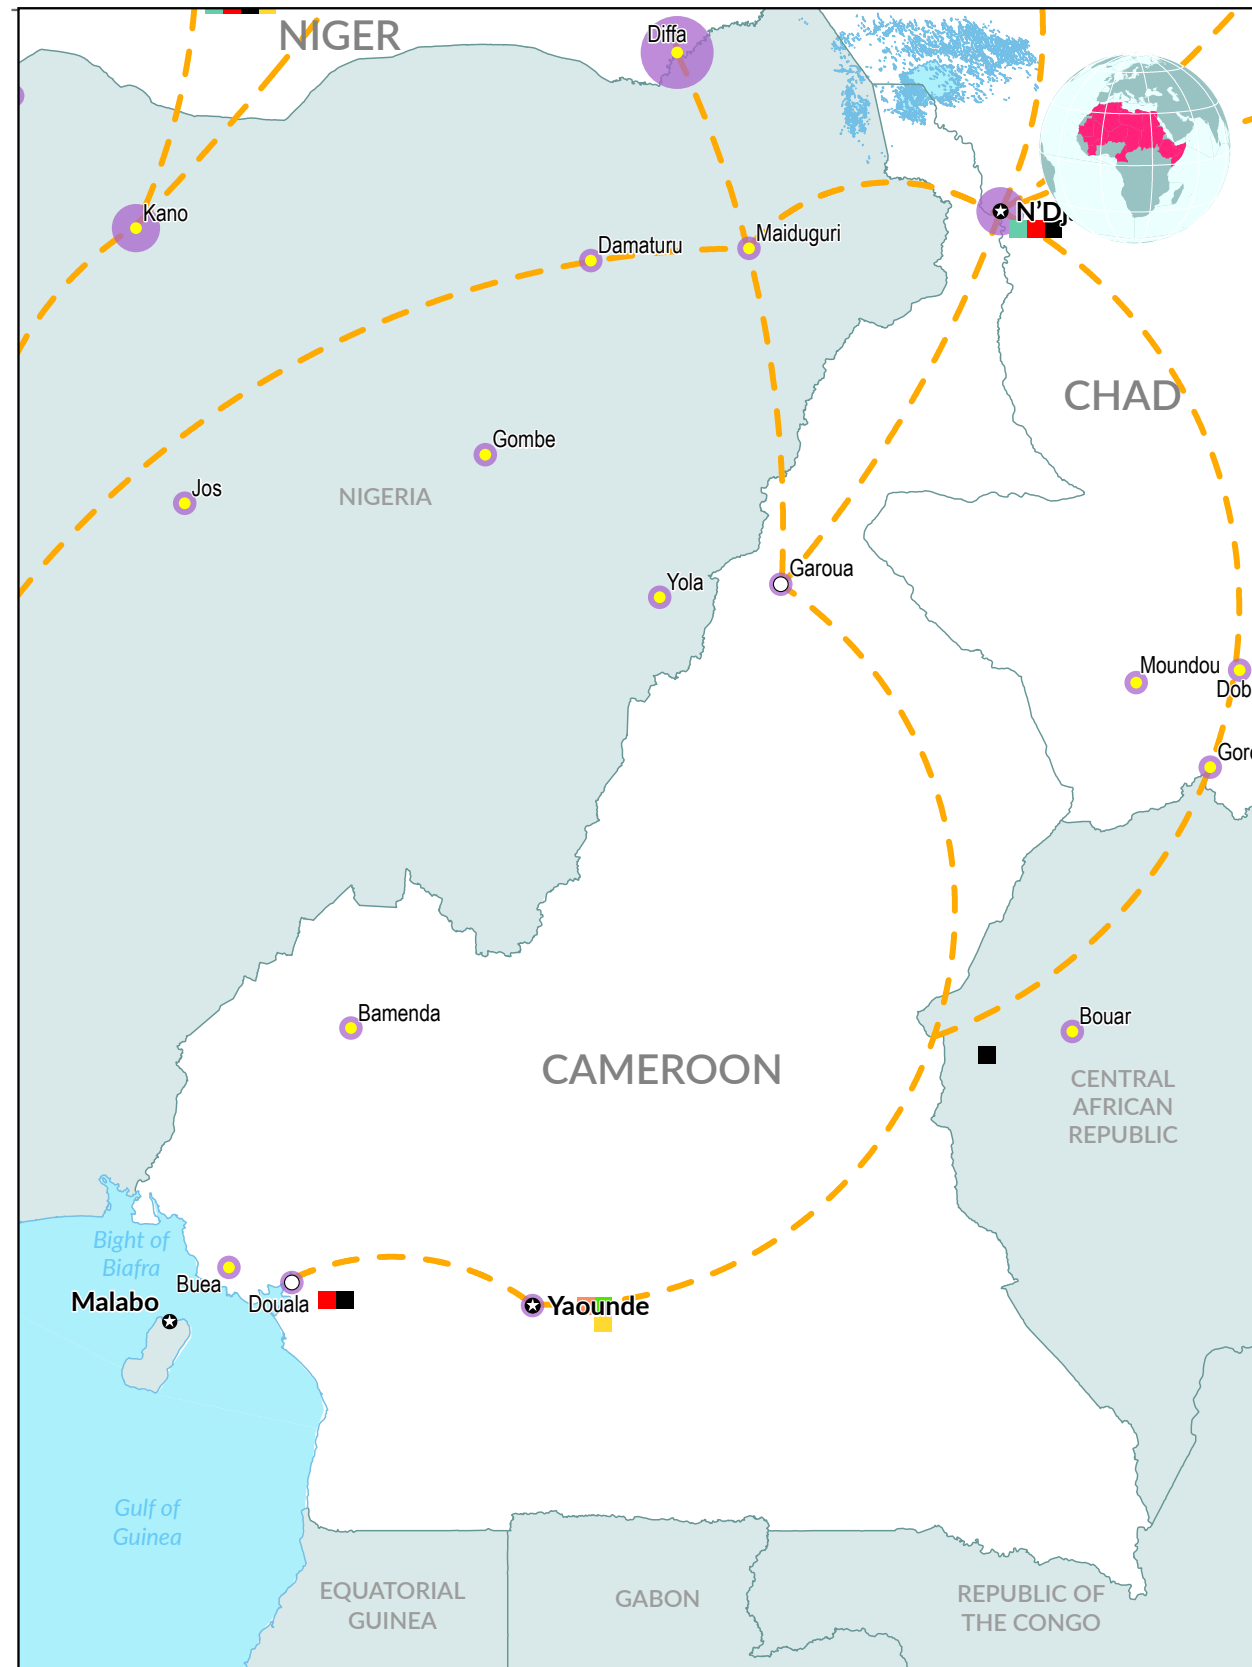 NIGER
Diffa
Kano
N'Dj
Damaturu
Maiduguri
CHAD
Gombe
Jos
NIGERIA
Garoua
Yola
Moundou
Dob
Gor
Bamenda
Bouar
CAMEROON
CENTRAL
AFRICAN
REPUBLIC
Bight of
Biafra
Buea
Douala
Malabo
Yaounde
Gulf of
Guinea
EQUATORIAL
GUINEA
GABON
REPUBLIC OF
THE CONGO